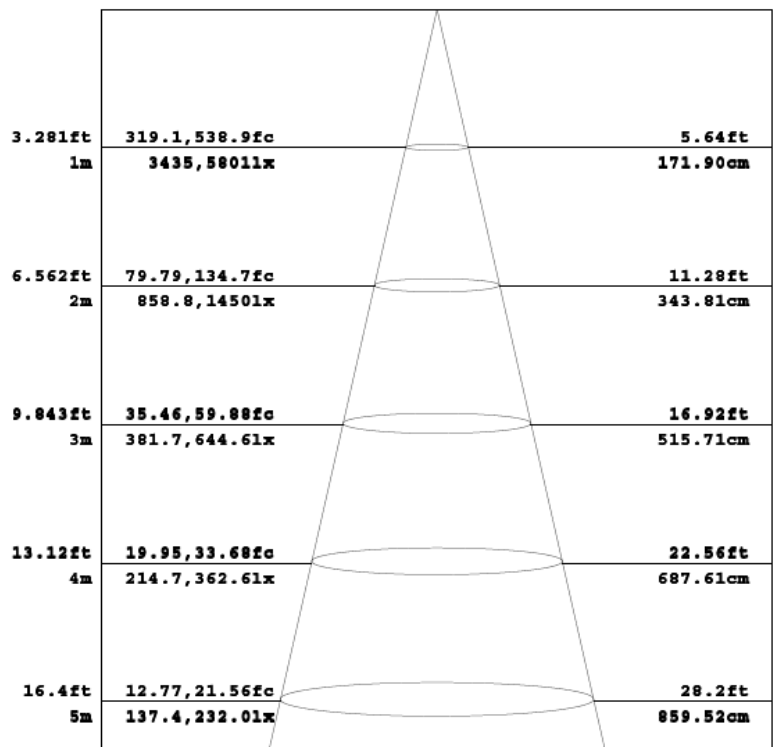 3.281ft 319.1,538.9fc 5.64ft
1m 3435,5801lx 171.90cm
6.562ft 79.79,134.7fc 11.28ft
2m 858.8,1450lx 343.81cm
9.843ft 35.46,59.88fc 16.92ft
3m 381.7,644.6lx 515.71cm
13.12ft 19.95,33.68fc 22.56ft
4m 214.7,362.6lx 687.61cm
16.4ft 12.77,21.56fc 28.2ft
5m 137.4,232.0lx 859.52cm